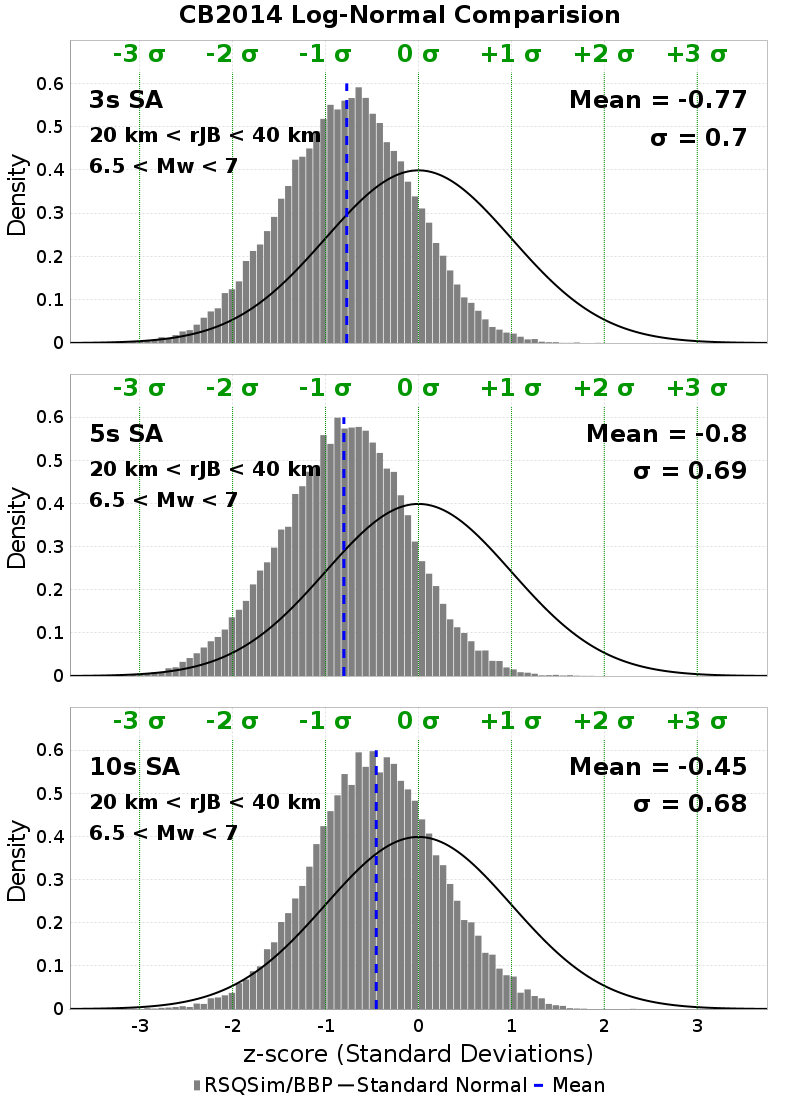 CB2014 Log-Normal Comparision
-3 σ -2 σ -1 σ 0 σ +1 σ +2 σ +3 σ
0.6
3s SA
Mean = -0.77
0.5
20 km < rJB < 40 km
σ = 0.7
6.5 < Mw < 7
0.4
Density
0.3
0.2
0.1
0
-3 σ -2 σ -1 σ 0 σ +1 σ +2 σ +3 σ
0.6
5s SA
Mean = -0.8
0.5
20 km < rJB < 40 km
σ = 0.69
6.5 < Mw < 7
0.4
Density
0.3
0.2
0.1
0
-3 σ -2 σ -1 σ 0 σ +1 σ +2 σ +3 σ
0.6
10s SA
Mean = -0.45
0.5
20 km < rJB < 40 km
σ = 0.68
6.5 < Mw < 7
0.4
Density
0.3
0.2
0.1
0
-3 -2 -1 0 1 2 3
z-score (Standard Deviations)
RSQSim/BBP Standard Normal Mean